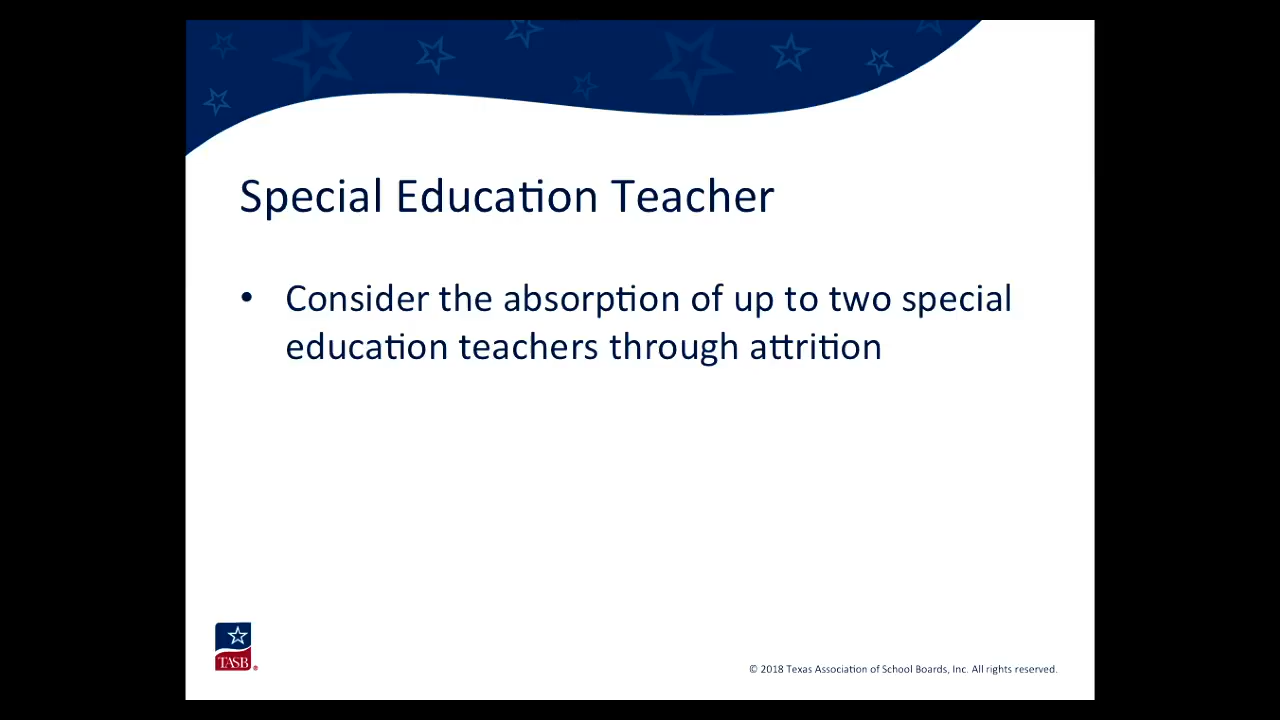 Special Education Teacher
• Consider the absorption of up to two special
education teachers through attrition
TASB®
© 2018 Texas Association of School Boards, Inc. All rights reserved.